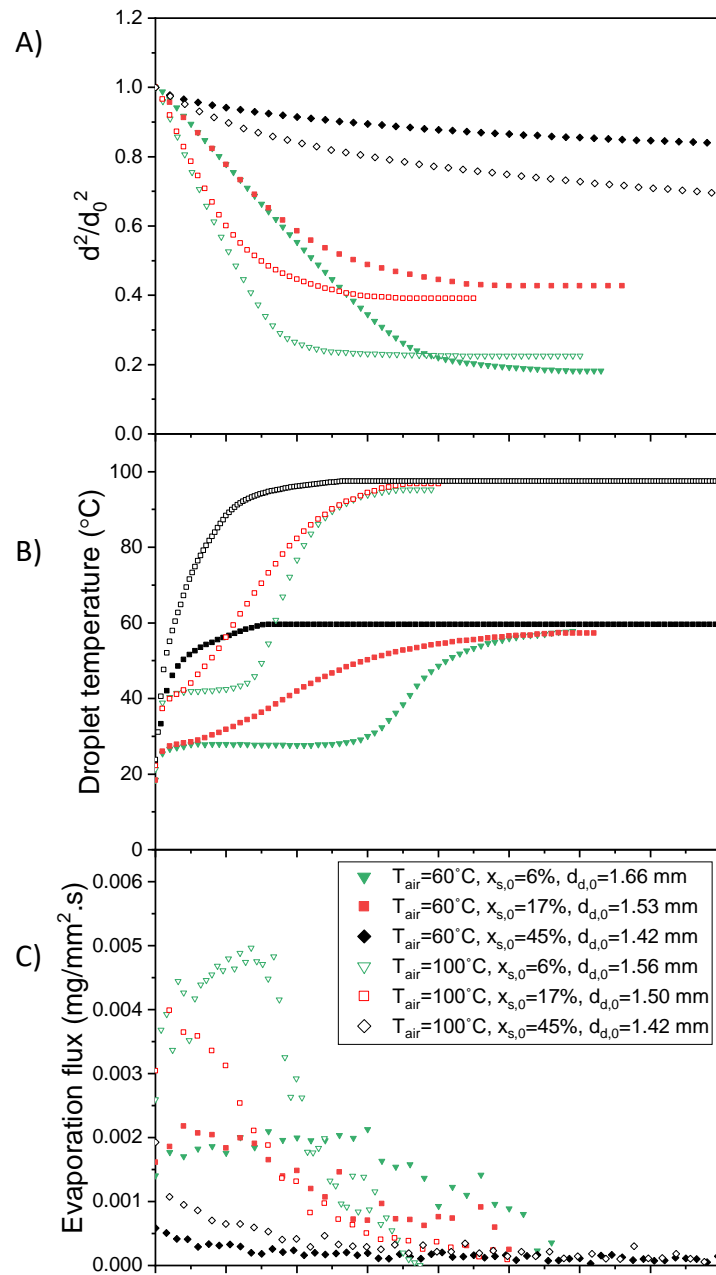 A)
1.2
1.0
0.8
0.6
0.4
0.2
0.0
d²/d₀²
B)
100
80
60
40
20
0
Droplet temperature (°C)
C)
0.006
0.005
0.004
0.003
0.002
0.001
0.000
Evaporation flux (mg/mm².s)
T_air=60°C, x_s,0=6%, d_d,0=1.66 mm
T_air=60°C, x_s,0=17%, d_d,0=1.53 mm
T_air=60°C, x_s,0=45%, d_d,0=1.42 mm
T_air=100°C, x_s,0=6%, d_d,0=1.56 mm
T_air=100°C, x_s,0=17%, d_d,0=1.50 mm
T_air=100°C, x_s,0=45%, d_d,0=1.42 mm